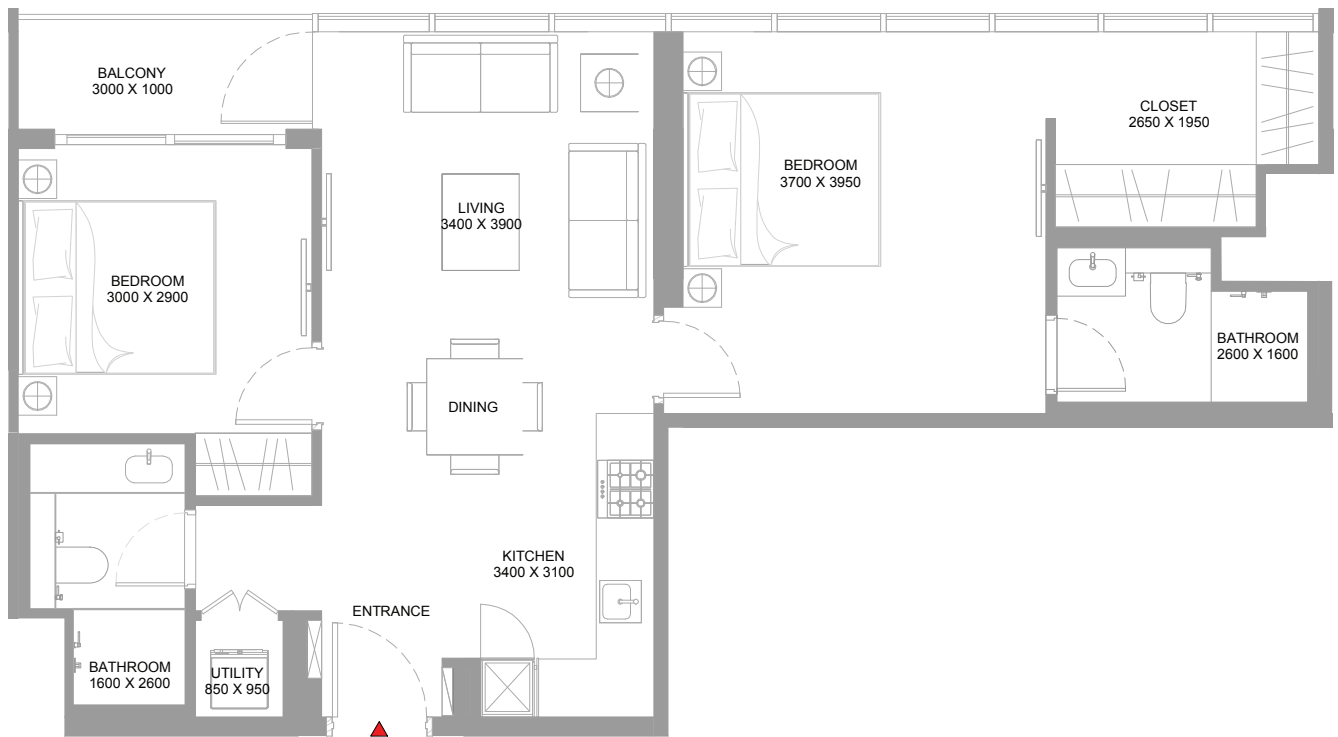 BALCONY
3000 X 1000
CLOSET
2650 X 1950
BEDROOM
3700 X 3950
LIVING
3400 X 3900
BEDROOM
3000 X 2900
BATHROOM
2600 X 1600
DINING
KITCHEN
3400 X 3100
ENTRANCE
BATHROOM
1600 X 2600
UTILITY
850 X 950